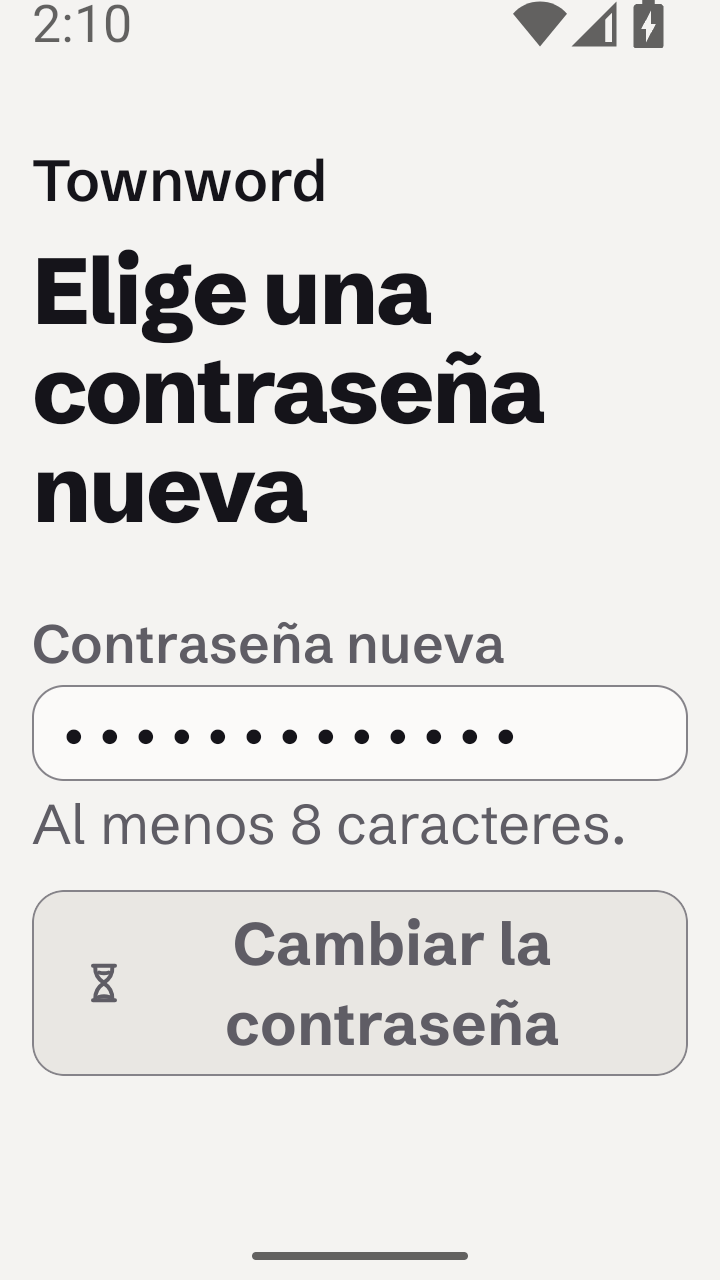 2:10
Townword
Elige una
contraseña
nueva
Contraseña nueva
••••••••••••••
Al menos 8 caracteres.
Cambiar la
contraseña